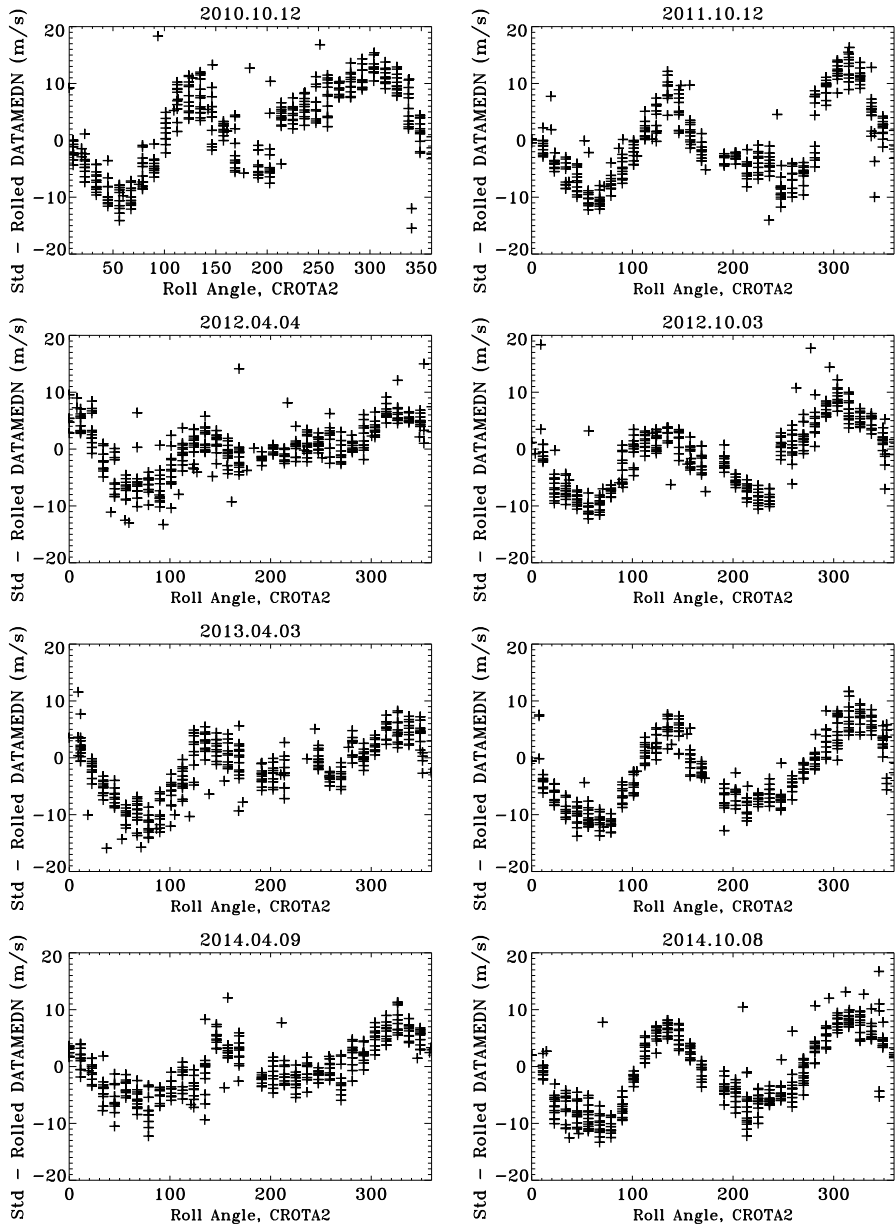 2010.10.12
Std - Rolled DATAMEDN (m/s)
20
10
0
-10
-20
50 100 150 200 250 300 350
Roll Angle, CROTA2
2011.10.12
Std - Rolled DATAMEDN (m/s)
20
10
0
-10
-20
0 100 200 300
Roll Angle, CROTA2
2012.04.04
Std - Rolled DATAMEDN (m/s)
20
10
0
-10
-20
0 100 200 300
Roll Angle, CROTA2
2012.10.03
Std - Rolled DATAMEDN (m/s)
20
10
0
-10
-20
0 100 200 300
Roll Angle, CROTA2
2013.04.03
Std - Rolled DATAMEDN (m/s)
20
10
0
-10
-20
0 100 200 300
Roll Angle, CROTA2
Std - Rolled DATAMEDN (m/s)
20
10
0
-10
-20
0 100 200 300
Roll Angle, CROTA2
2014.04.09
Std - Rolled DATAMEDN (m/s)
20
10
0
-10
-20
0 100 200 300
Roll Angle, CROTA2
2014.10.08
Std - Rolled DATAMEDN (m/s)
20
10
0
-10
-20
0 100 200 300
Roll Angle, CROTA2